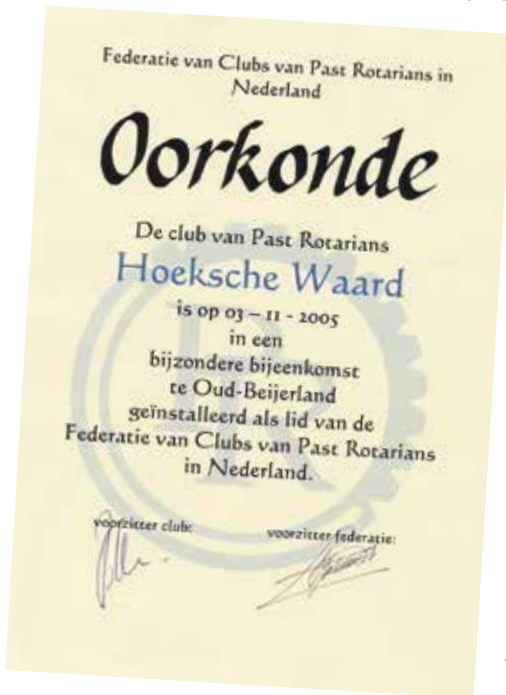 Federatie van Clubs van Past Rotarians in
Nederland
Oorkonde
De club van Past Rotarians
Hoeksche Waard
is op 03 – 11 - 2005
in een
bijzondere bijeenkomst
te Oud-Beijerland
geïnstalleerd als lid van de
Federatie van Clubs van Past Rotarians
in Nederland.
voorzitter club: voorzitter federatie: